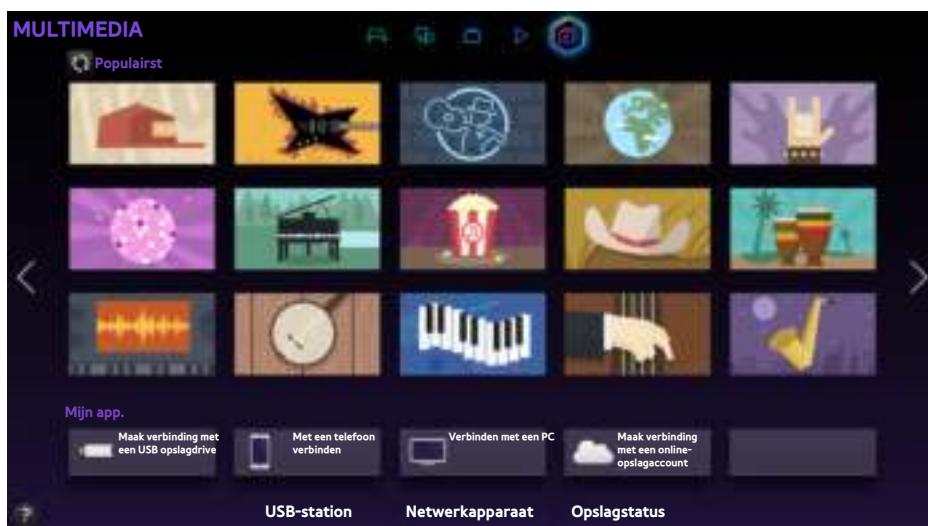 MULTIMEDIA
Populairst
Mijn app.
Maak verbinding met
een USB opslagdrive
Met een telefoon
verbinden
Verbinden met een PC
Maak verbinding
met een online-
opslagaccount
?
USB-station
Netwerkapparaat
Opslagstatus